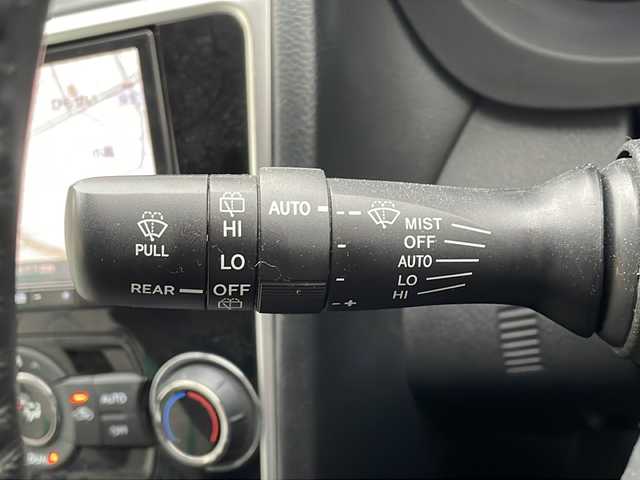 PULL
REAR
HI
LO
OFF
AUTO
- +
MIST
OFF
AUTO
LO
HI
AUTO
OFF